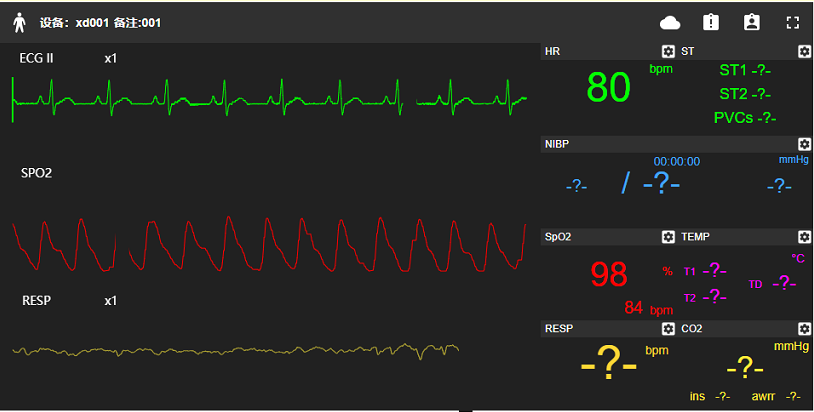 设备：xd001 备注:001
ECG II x1
HR
80 bpm
ST
ST1 -?-
ST2 -?-
PVCs -?-
NIBP
00:00:00 mmHg
-?- / -?- -?-
SPO2
SpO2
98 %
84 bpm
TEMP
°C
T1 -?-
TD -?-
T2 -?-
RESP x1
RESP
-?- bpm
CO2
mmHg
-?-
ins -?- awrr -?-